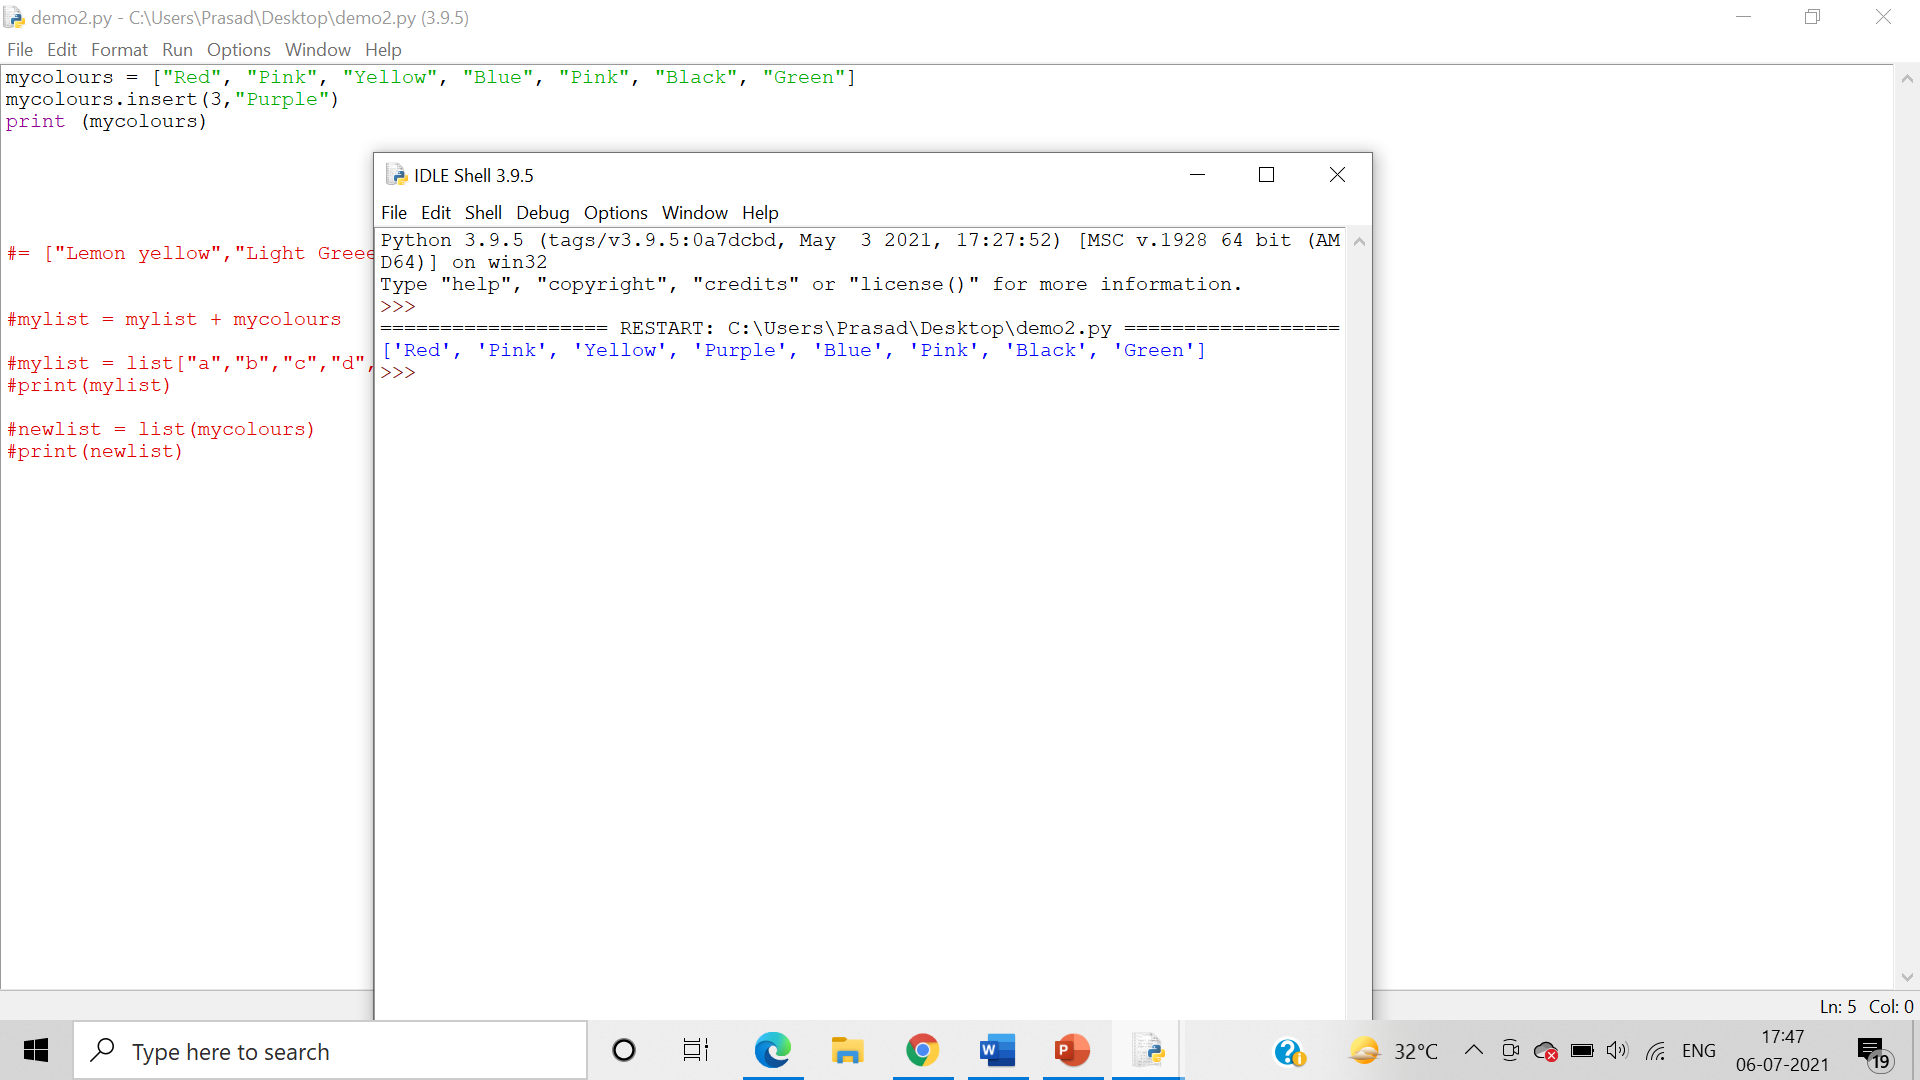 demo2.py - C:\Users\Prasad\Desktop\demo2.py (3.9.5)
File Edit Format Run Options Window Help
mycolours = ["Red", "Pink", "Yellow", "Blue", "Pink", "Black", "Green"]
mycolours.insert(3,"Purple")
print (mycolours)
#= ["Lemon yellow","Light Greee
#mylist = mylist + mycolours
#mylist = list["a","b","c","d",
#print(mylist)
#newlist = list(mycolours)
#print(newlist)
IDLE Shell 3.9.5
File Edit Shell Debug Options Window Help
Python 3.9.5 (tags/v3.9.5:0a7dcbd, May  3 2021, 17:27:52) [MSC v.1928 64 bit (AM
D64)] on win32
Type "help", "copyright", "credits" or "license()" for more information.
>>>
=================== RESTART: C:\Users\Prasad\Desktop\demo2.py ==================
['Red', 'Pink', 'Yellow', 'Purple', 'Blue', 'Pink', 'Black', 'Green']
>>>
Ln: 5 Col: 0
Type here to search
32°C
ENG
17:47
06-07-2021
19